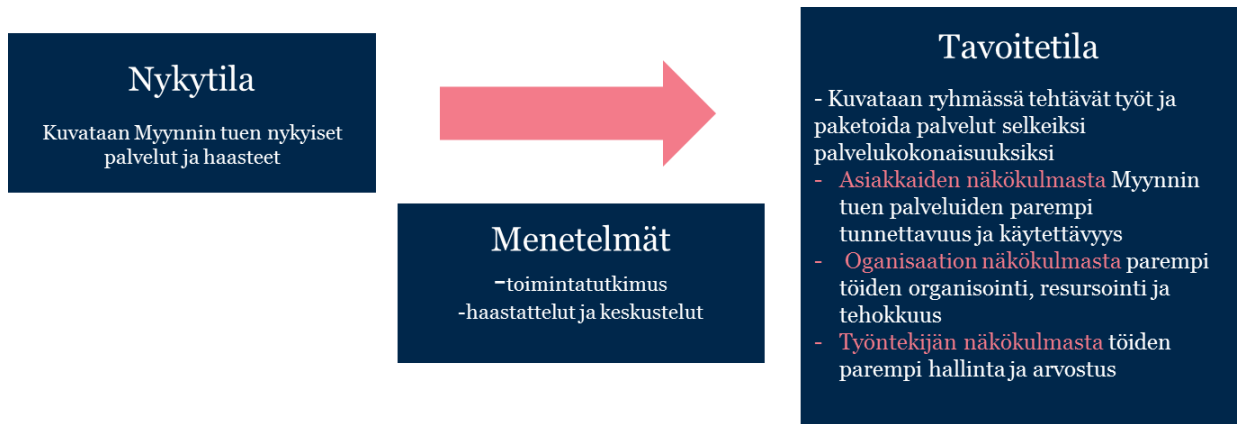 Nykytila
Kuvataan Myynnin tuen nykyiset
palvelut ja haasteet
Menetelmät
-toimintatutkimus
-haastattelut ja keskustelut
Tavoitetila
- Kuvataan ryhmässä tehtävät työt ja
paketoida palvelut selkeiksi
palvelukokonaisuuksiksi
- Asiakkaiden näkökulmasta Myynnin
tuen palveluiden parempi
tunnettavuus ja käytettävyys
- Oganisaation näkökulmasta parempi
töiden organisointi, resursointi ja
tehokkuus
- Työntekijän näkökulmasta töiden
parempi hallinta ja arvostus